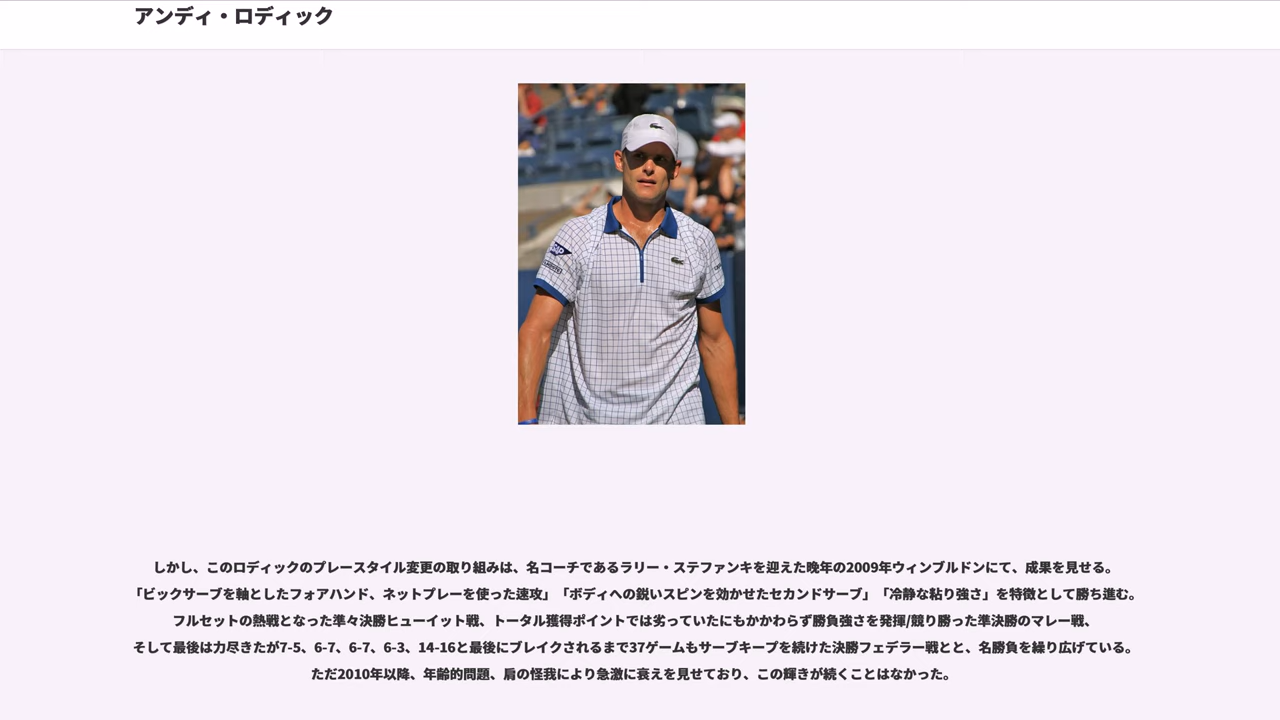 アンディ・ロディック
しかし、このロディックのプレースタイル変更の取り組みは、名コーチであるラリー・ステファンキを迎えた晩年の2009年ウィンブルドンにて、成果を見せる。
「ビックサーブを軸としたフォアハンド、ネットプレーを使った速攻」「ボディへの鋭いスピンを効かせたセカンドサーブ」「冷静な粘り強さ」を特徴として勝ち進む。
フルセットの熱戦となった準々決勝ヒューイット戦、トータル獲得ポイントでは劣っていたにもかかわらず勝負強さを発揮/競り勝った準決勝のマレー戦、
そして最後は力尽きたが7-5、6-7、6-7、6-3、14-16と最後にブレイクされるまで37ゲームもサーブキープを続けた決勝フェデラー戦とと、名勝負を繰り広げている。
ただ2010年以降、年齢的問題、肩の怪我により急激に衰えを見せており、この輝きが続くことはなかった。